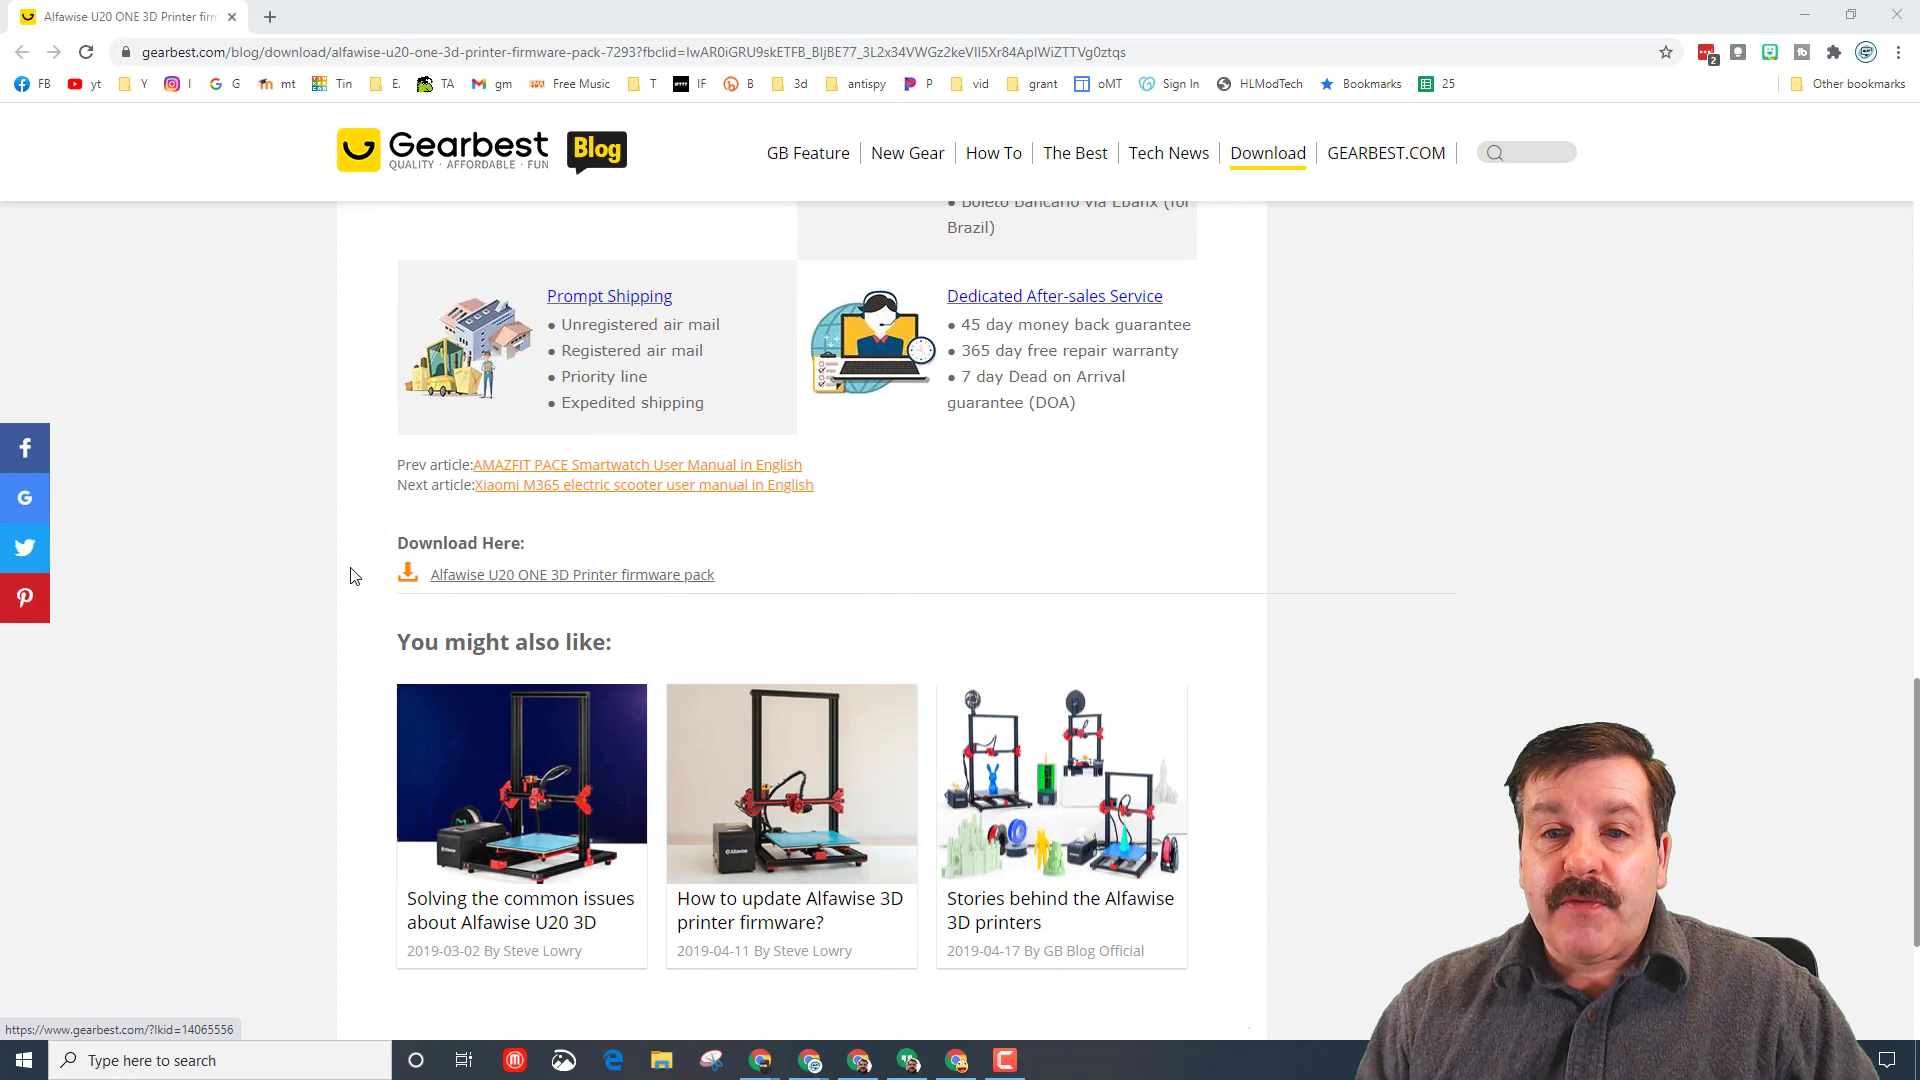 Alfawise U20 ONE 3D Printer firm
gearbest.com/blog/download/alfawise-u20-one-3d-printer-firmware-pack-7293?fbclid=IwAR0iGRU9skETFB_BIjBE77_3L2x34VWGz2keVII5Xr84ApIWiZTTVg0ztqs
2
FB yt Y I G mt Tin E. TA gm Free Music T IF B 3d antispy P vid grant oMT Sign In HLModTech Bookmarks 25 Other bookmarks
Gearbest Blog
QUALITY · AFFORDABLE · FUN
GB Feature New Gear How To The Best Tech News Download GEARBEST.COM
• Boleto Bancario via Ebanx (for
Brazil)
Prompt Shipping
• Unregistered air mail
• Registered air mail
• Priority line
• Expedited shipping
Dedicated After-sales Service
• 45 day money back guarantee
• 365 day free repair warranty
• 7 day Dead on Arrival
guarantee (DOA)
Prev article:AMAZFIT PACE Smartwatch User Manual in English
Next article:Xiaomi M365 electric scooter user manual in English
Download Here:
Alfawise U20 ONE 3D Printer firmware pack
You might also like:
Solving the common issues
about Alfawise U20 3D
2019-03-02 By Steve Lowry
How to update Alfawise 3D
printer firmware?
2019-04-11 By Steve Lowry
Stories behind the Alfawise
3D printers
2019-04-17 By GB Blog Official
https://www.gearbest.com/?lkid=14065556
Type here to search